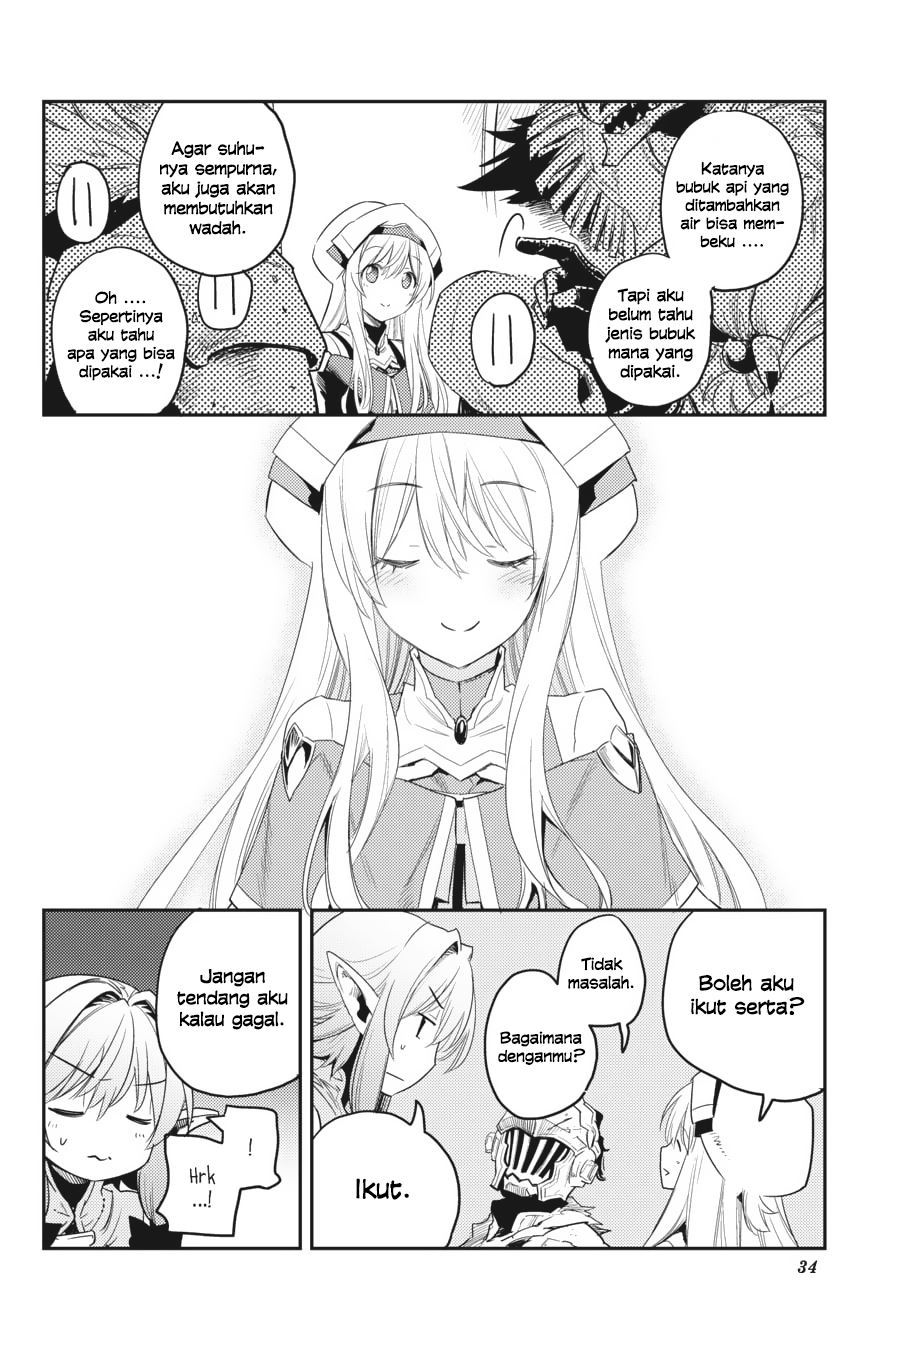 Katanya
bubuk api yang
ditambahkan
air bisa mem-
beku ....
Tapi aku
belum tahu
jenis bubuk
mana yang
dipakai.
Agar suhu-
nya sempurna,
aku juga akan
membutuhkan
wadah.
Oh ....
Sepertinya
aku tahu
apa yang bisa
dipakai ...!
Boleh aku
ikut serta?
Tidak
masalah.
Bagaimana
denganmu?
Ikut.
Jangan
tendang aku
kalau gagal.
!
Hrk
...!
34